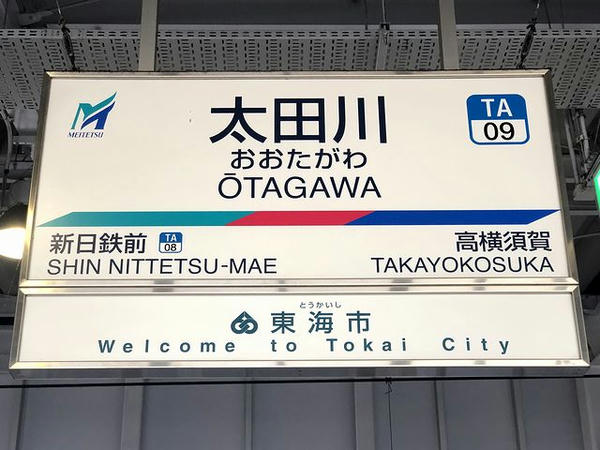 MEITETSU
太田川
おおたがわ
ŌTAGAWA
TA
09
新日鉄前 TA 08
SHIN NITTETSU-MAE
高横須賀
TAKAYOKOSUKA
とうかいし
東海市
Welcome to Tokai City